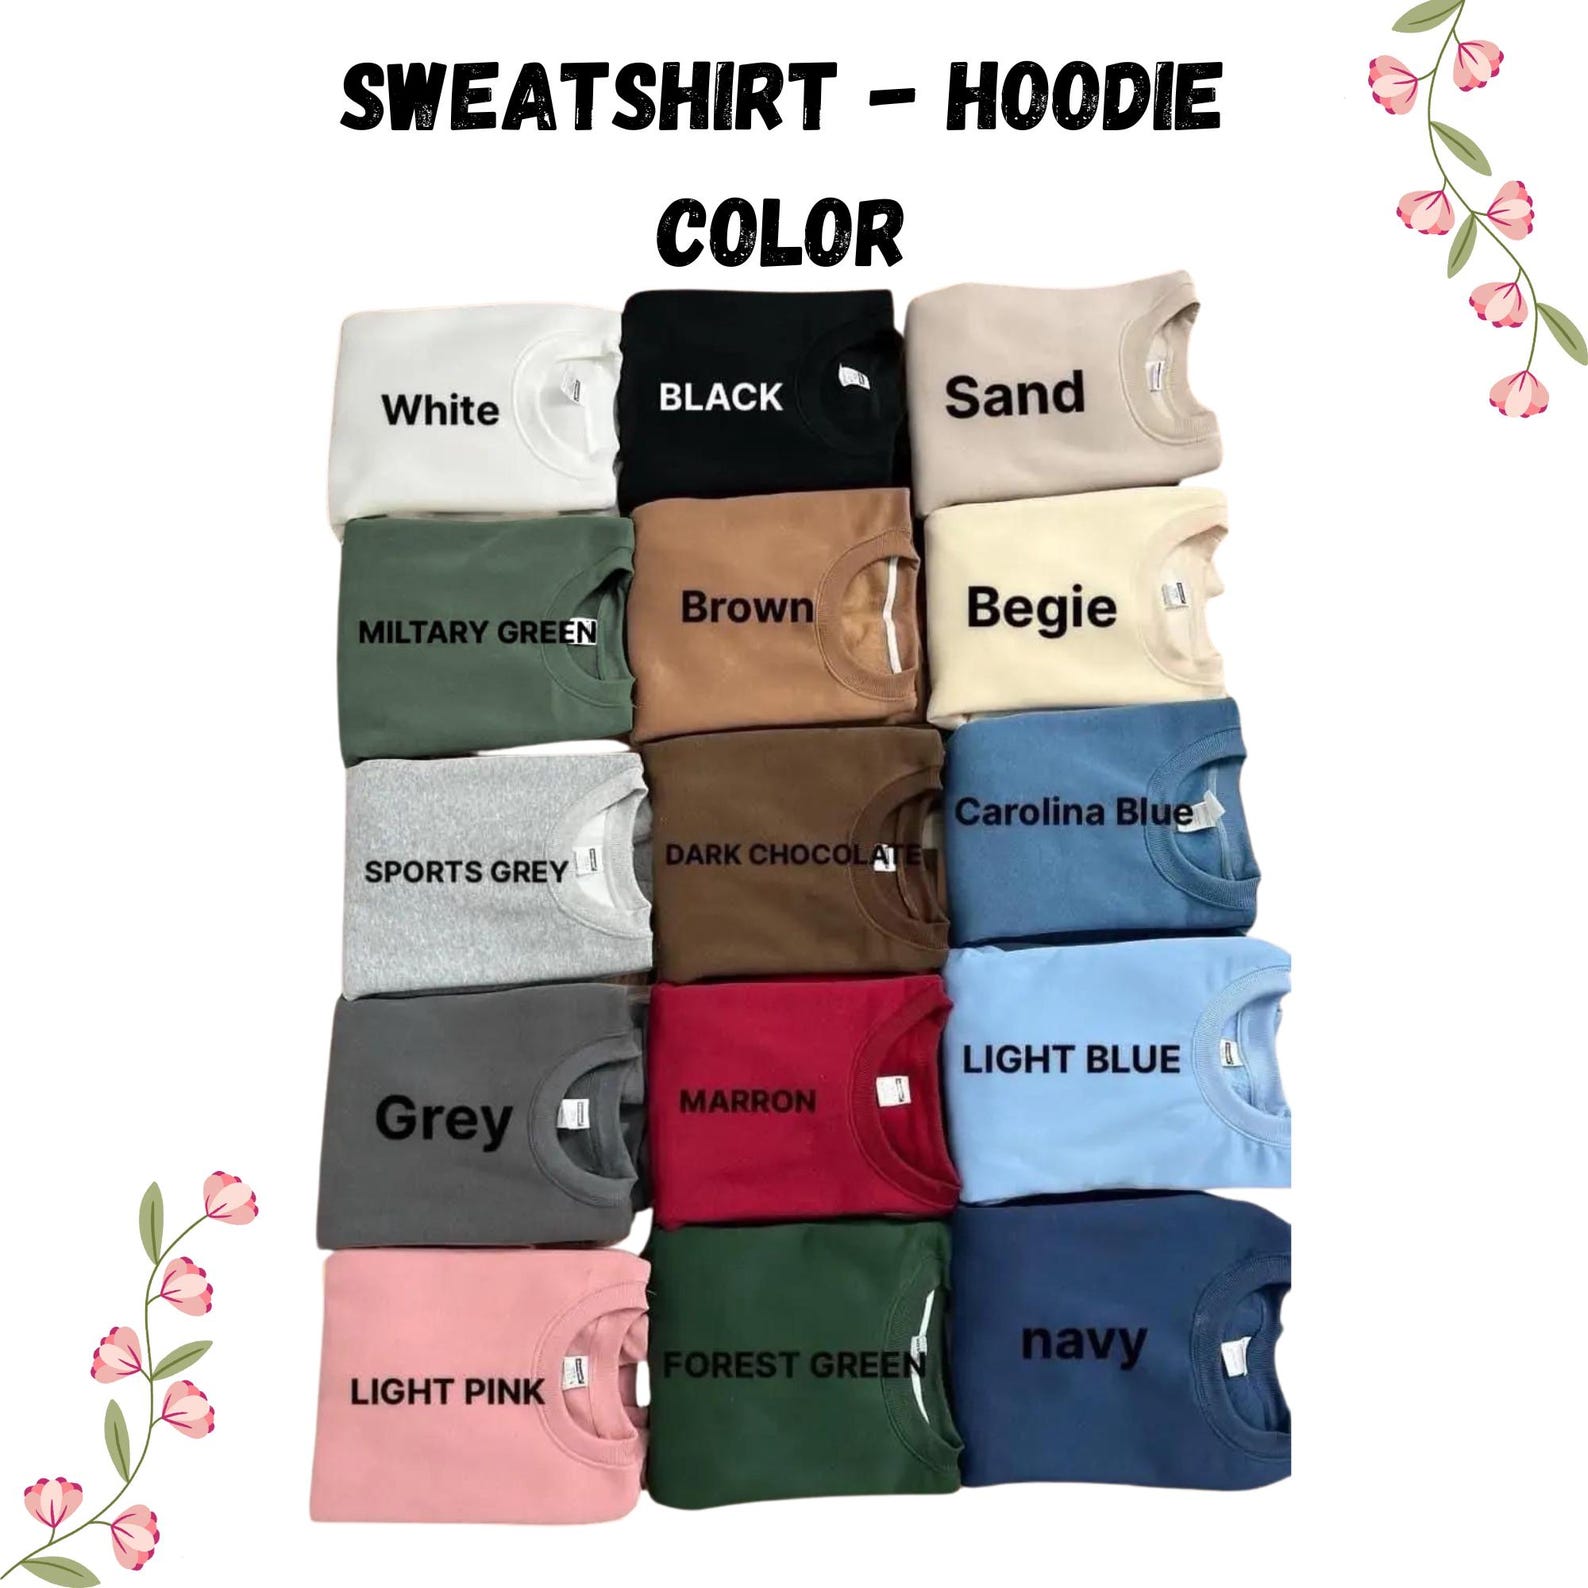 SWEATSHIRT - HOODIE
COLOR
White
BLACK
Sand
MILTARY GREEN
Brown
Begie
SPORTS GREY
DARK CHOCOLATE
Carolina Blue
Grey
MARRON
LIGHT BLUE
LIGHT PINK
FOREST GREEN
navy